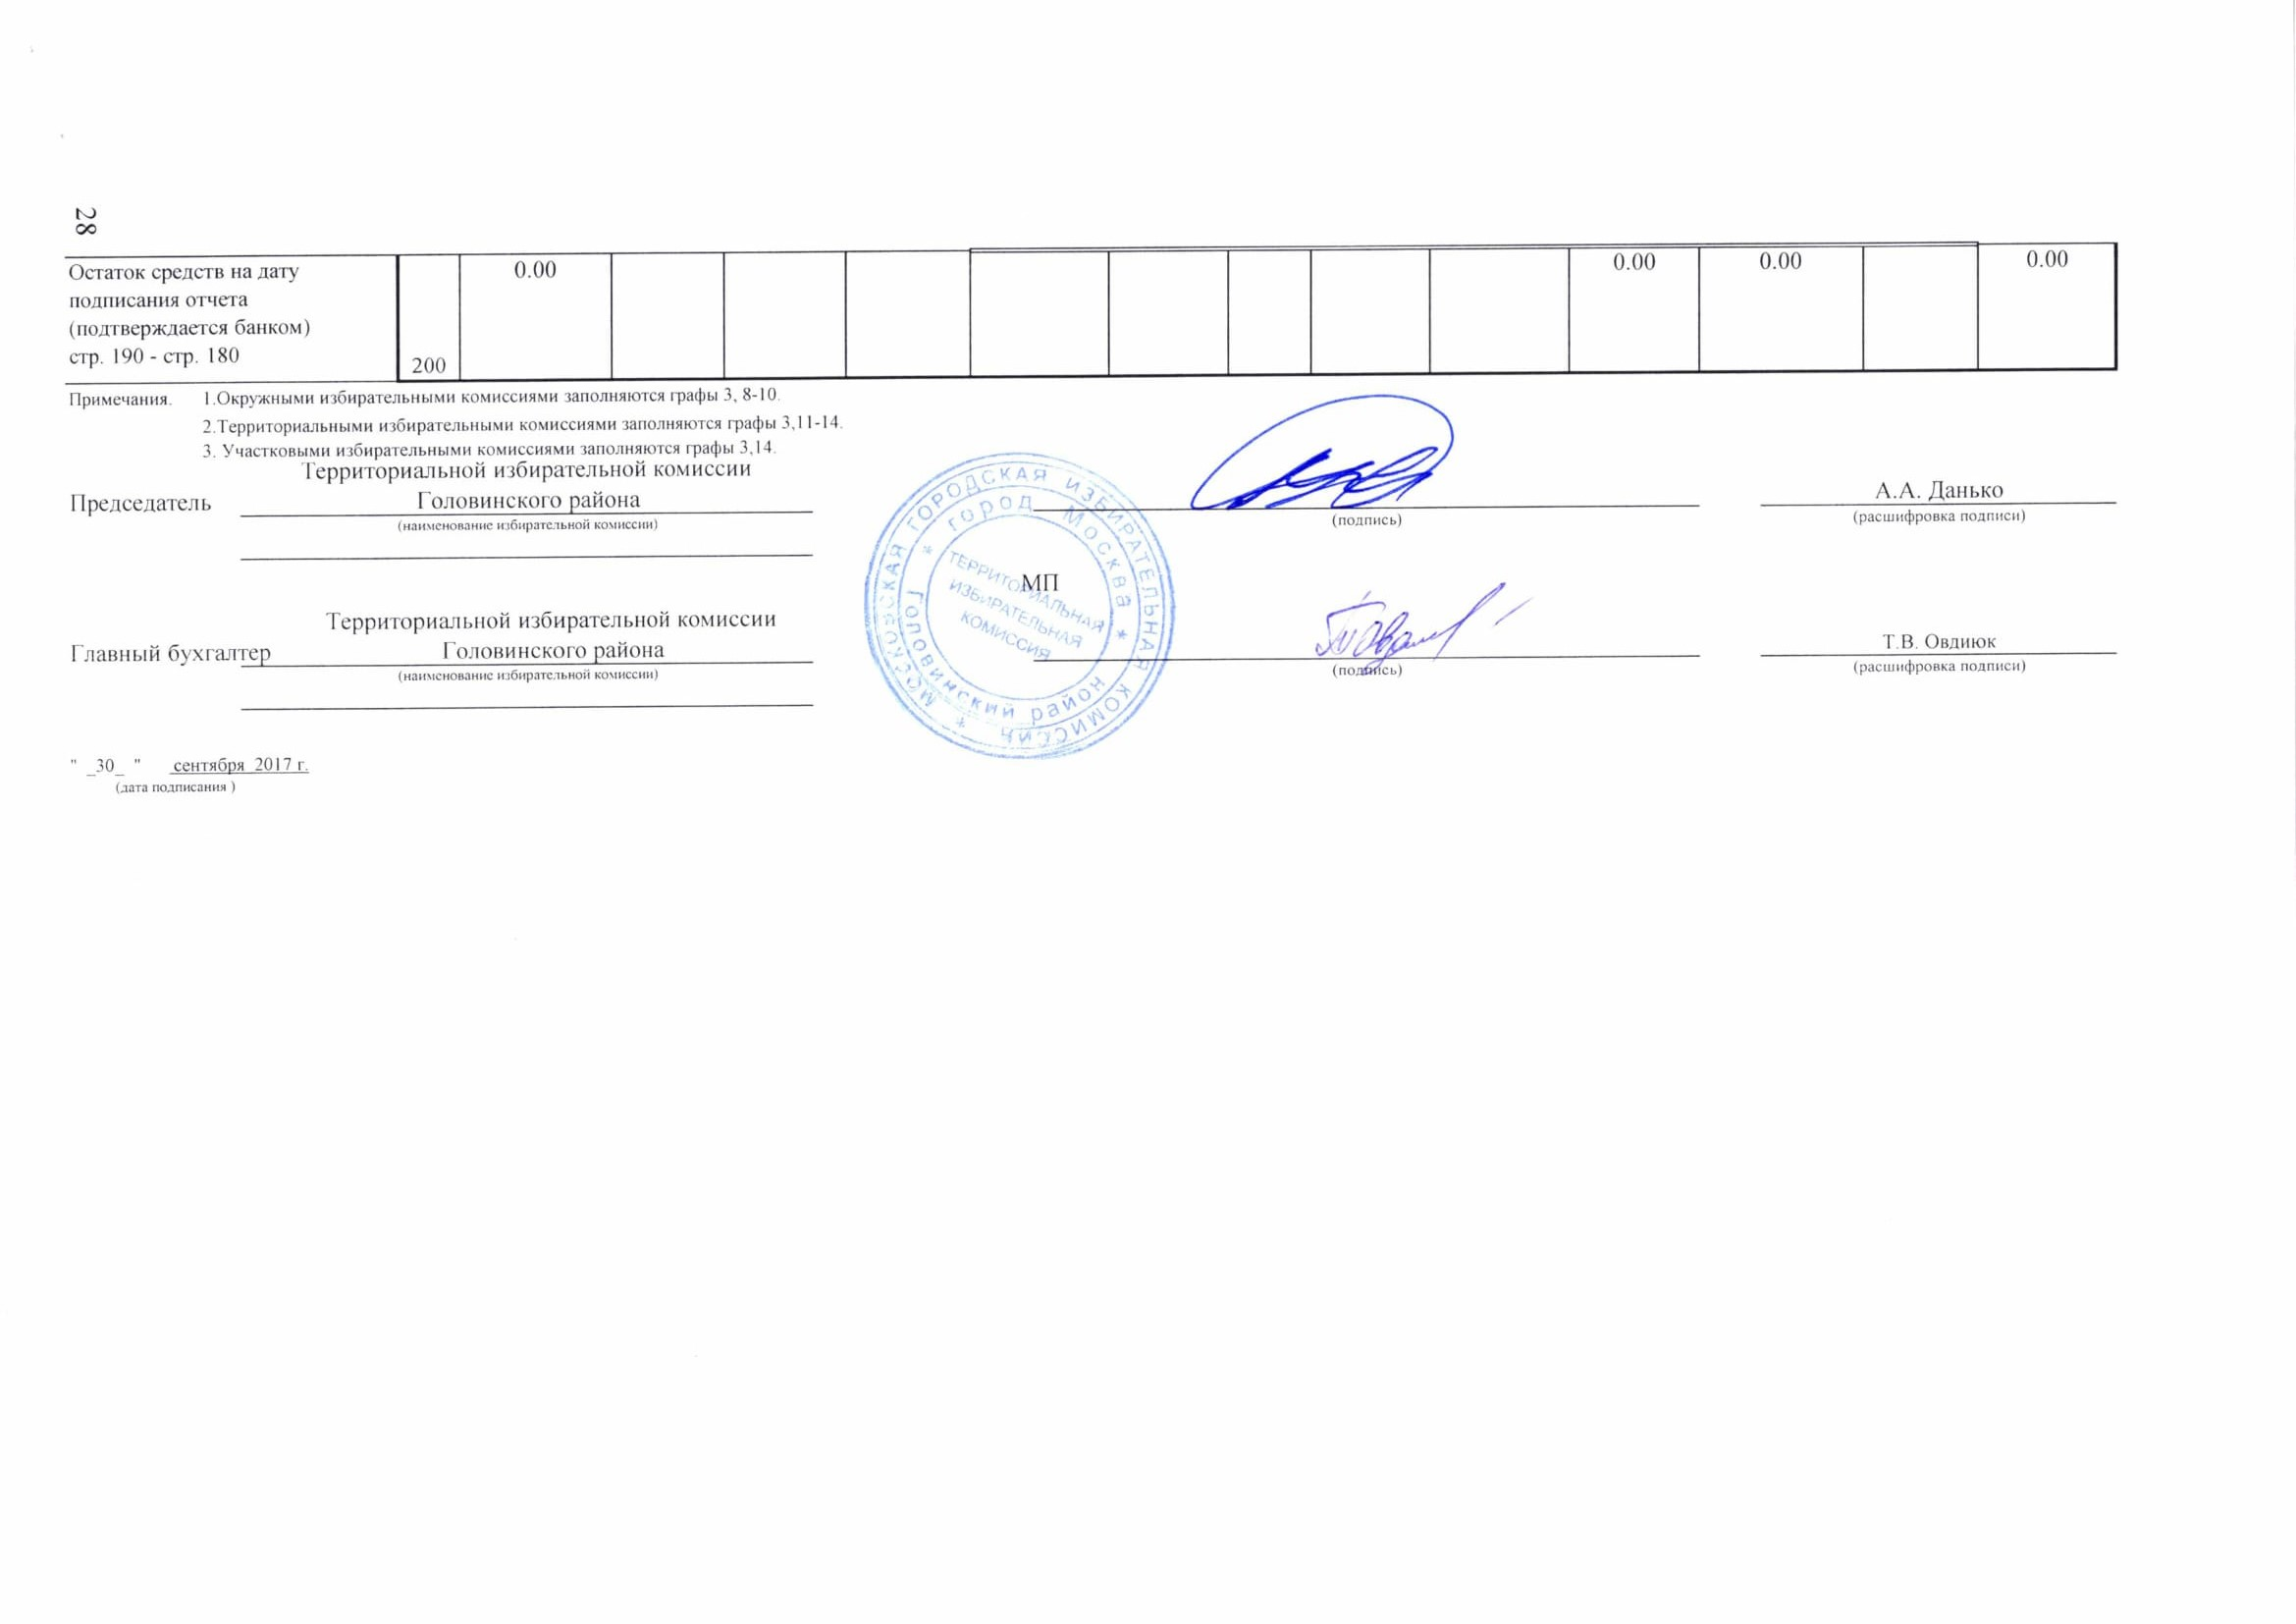 28
Остаток средств на дату
подписания отчета
(подтверждается банком)
стр. 190 - стр. 180
200 0.00 0.00 0.00 0.00
Примечания. 1.Окружными избирательными комиссиями заполняются графы 3, 8-10.
2.Территориальными избирательными комиссиями заполняются графы 3,11-14.
3. Участковыми избирательными комиссиями заполняются графы 3,14.
Территориальной избирательной комиссии
Председатель Головинского района А.А. Данько
(наименование избирательной комиссии) (подпись) (расшифровка подписи)
МОСКОВСКАЯ ГОРОДСКАЯ ИЗБИРАТЕЛЬНАЯ КОМИССИЯ *
* город Москва *
Головинский район
ТЕРРИТОРИАЛЬНАЯ
ИЗБИРАТЕЛЬНАЯ
КОМИССИЯ
МП
Территориальной избирательной комиссии
Главный бухгалтер Головинского района Т.В. Овдиюк
(наименование избирательной комиссии) (подпись) (расшифровка подписи)
" _30_ " сентября 2017 г.
(дата подписания )